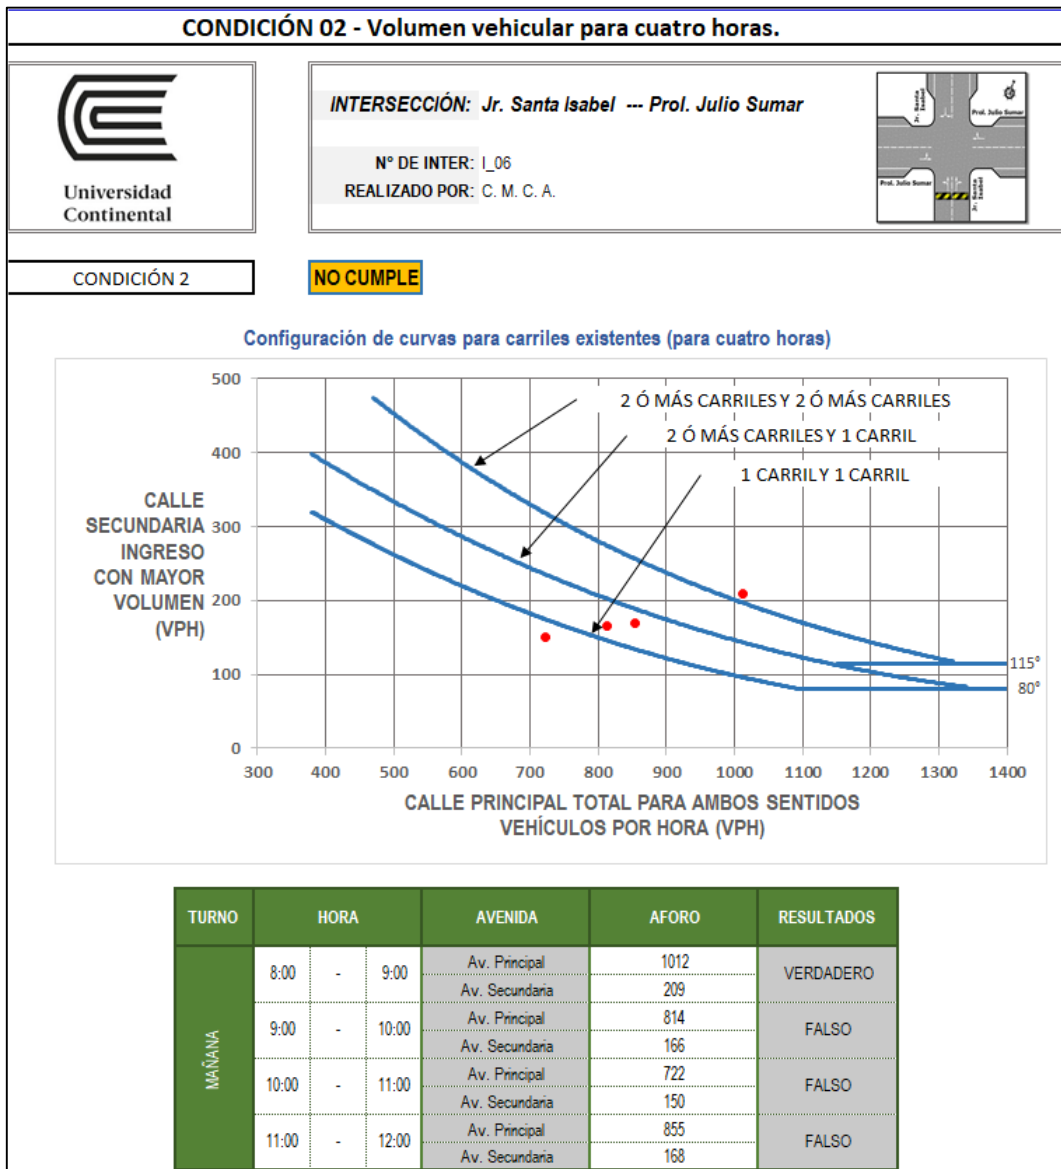 CONDICIÓN 02 - Volumen vehicular para cuatro horas.
Universidad
Continental
INTERSECCIÓN: Jr. Santa Isabel --- Prol. Julio Sumar
N° DE INTER: I_06
REALIZADO POR: C. M. C. A.
Jr. Santa
Isabel
Prol. Julio Sumar
Prol. Julio Sumar
Jr. Santa
Isabel
CONDICIÓN 2
NO CUMPLE
Configuración de curvas para carriles existentes (para cuatro horas)
500
400
300
200
100
0
CALLE
SECUNDARIA
INGRESO
CON MAYOR
VOLUMEN
(VPH)
2 Ó MÁS CARRILES Y 2 Ó MÁS CARRILES
2 Ó MÁS CARRILES Y 1 CARRIL
1 CARRIL Y 1 CARRIL
115°
80°
300 400 500 600 700 800 900 1000 1100 1200 1300 1400
CALLE PRINCIPAL TOTAL PARA AMBOS SENTIDOS
VEHÍCULOS POR HORA (VPH)
TURNO HORA AVENIDA AFORO RESULTADOS
MAÑANA
8:00 - 9:00 Av. Principal 1012 VERDADERO
Av. Secundaria 209
9:00 - 10:00 Av. Principal 814 FALSO
Av. Secundaria 166
10:00 - 11:00 Av. Principal 722 FALSO
Av. Secundaria 150
11:00 - 12:00 Av. Principal 855 FALSO
Av. Secundaria 168